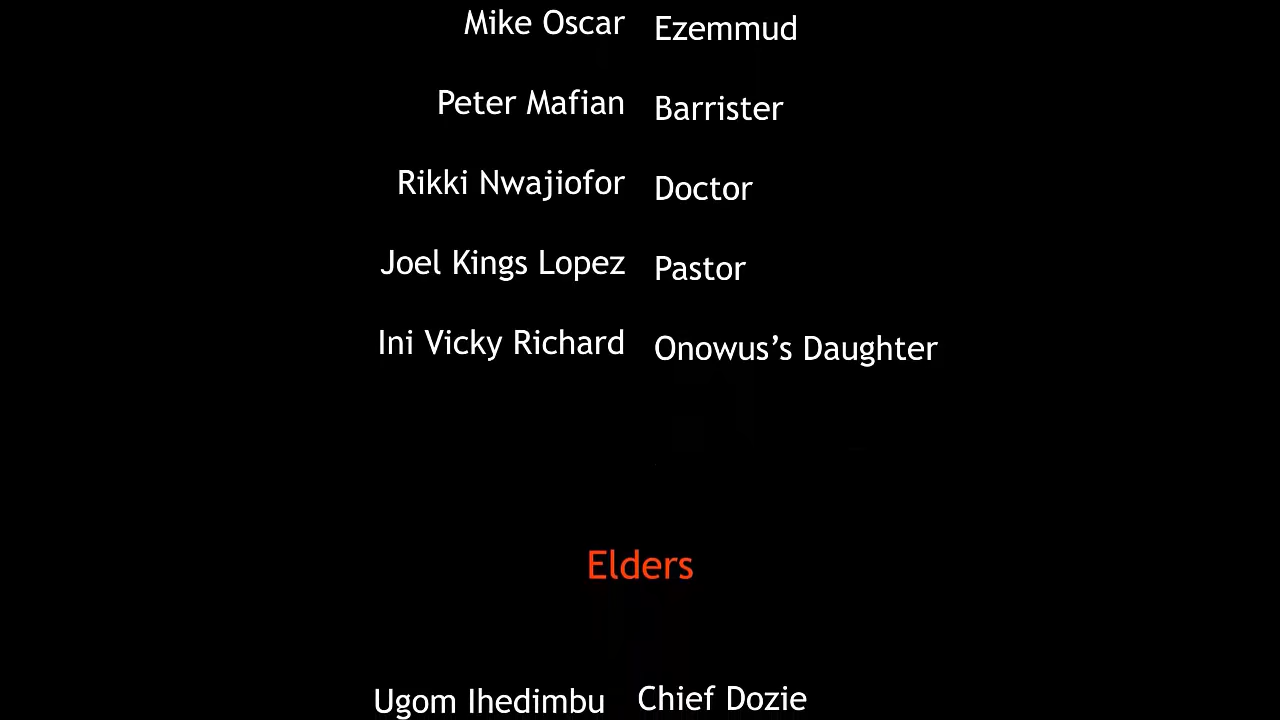 Mike Oscar Ezemmud
Peter Mafian Barrister
Rikki Nwajiofor Doctor
Joel Kings Lopez Pastor
Ini Vicky Richard Onowus’s Daughter
Elders
Ugom Ihedimbu Chief Dozie